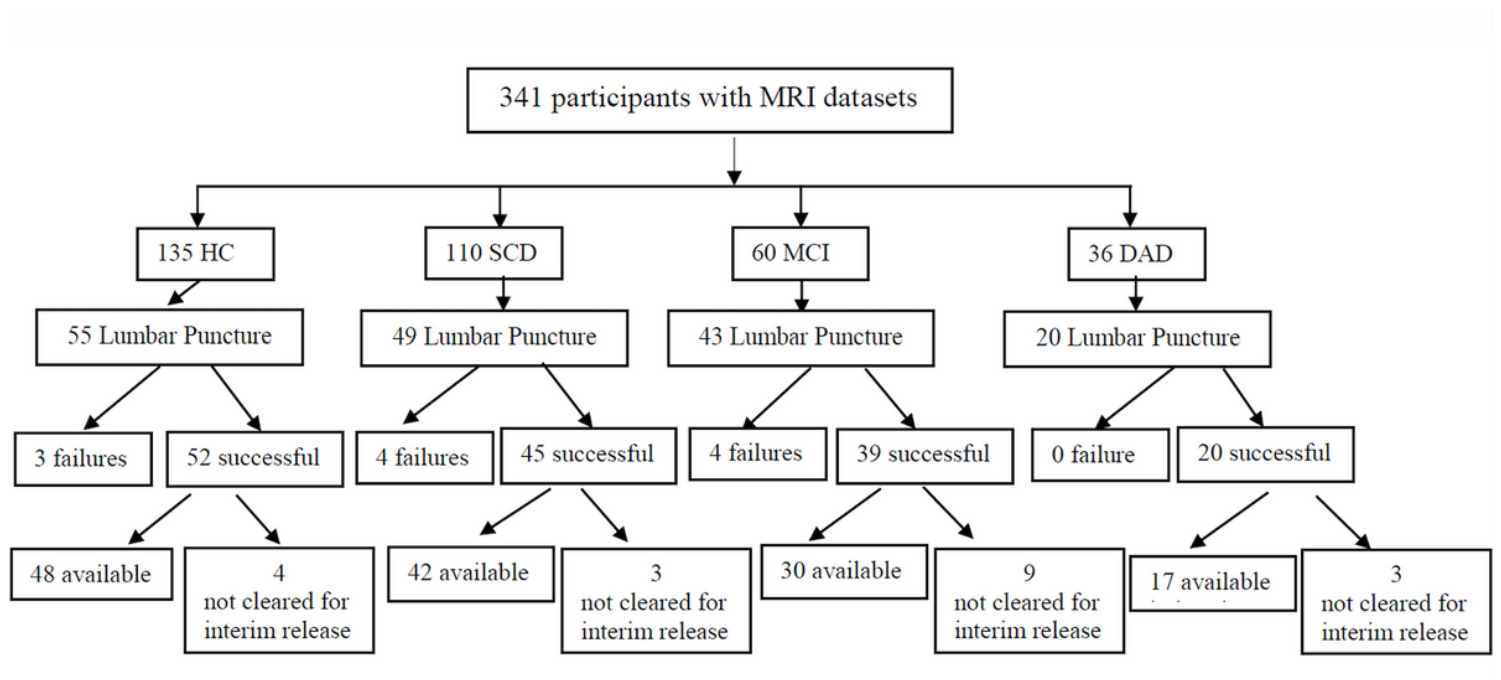 341 participants with MRI datasets
135 HC
110 SCD
60 MCI
36 DAD
55 Lumbar Puncture
49 Lumbar Puncture
43 Lumbar Puncture
20 Lumbar Puncture
3 failures
52 successful
4 failures
45 successful
4 failures
39 successful
0 failure
20 successful
48 available
4
not cleared for
interim release
42 available
3
not cleared for
interim release
30 available
9
not cleared for
interim release
17 available
3
not cleared for
interim release